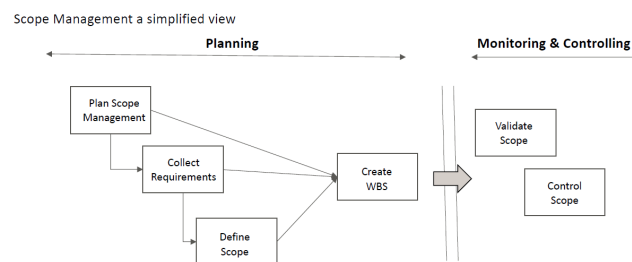 Scope Management a simplified view
Planning
Monitoring & Controlling
Plan Scope
Management
Collect
Requirements
Define
Scope
Create
WBS
Validate
Scope
Control
Scope